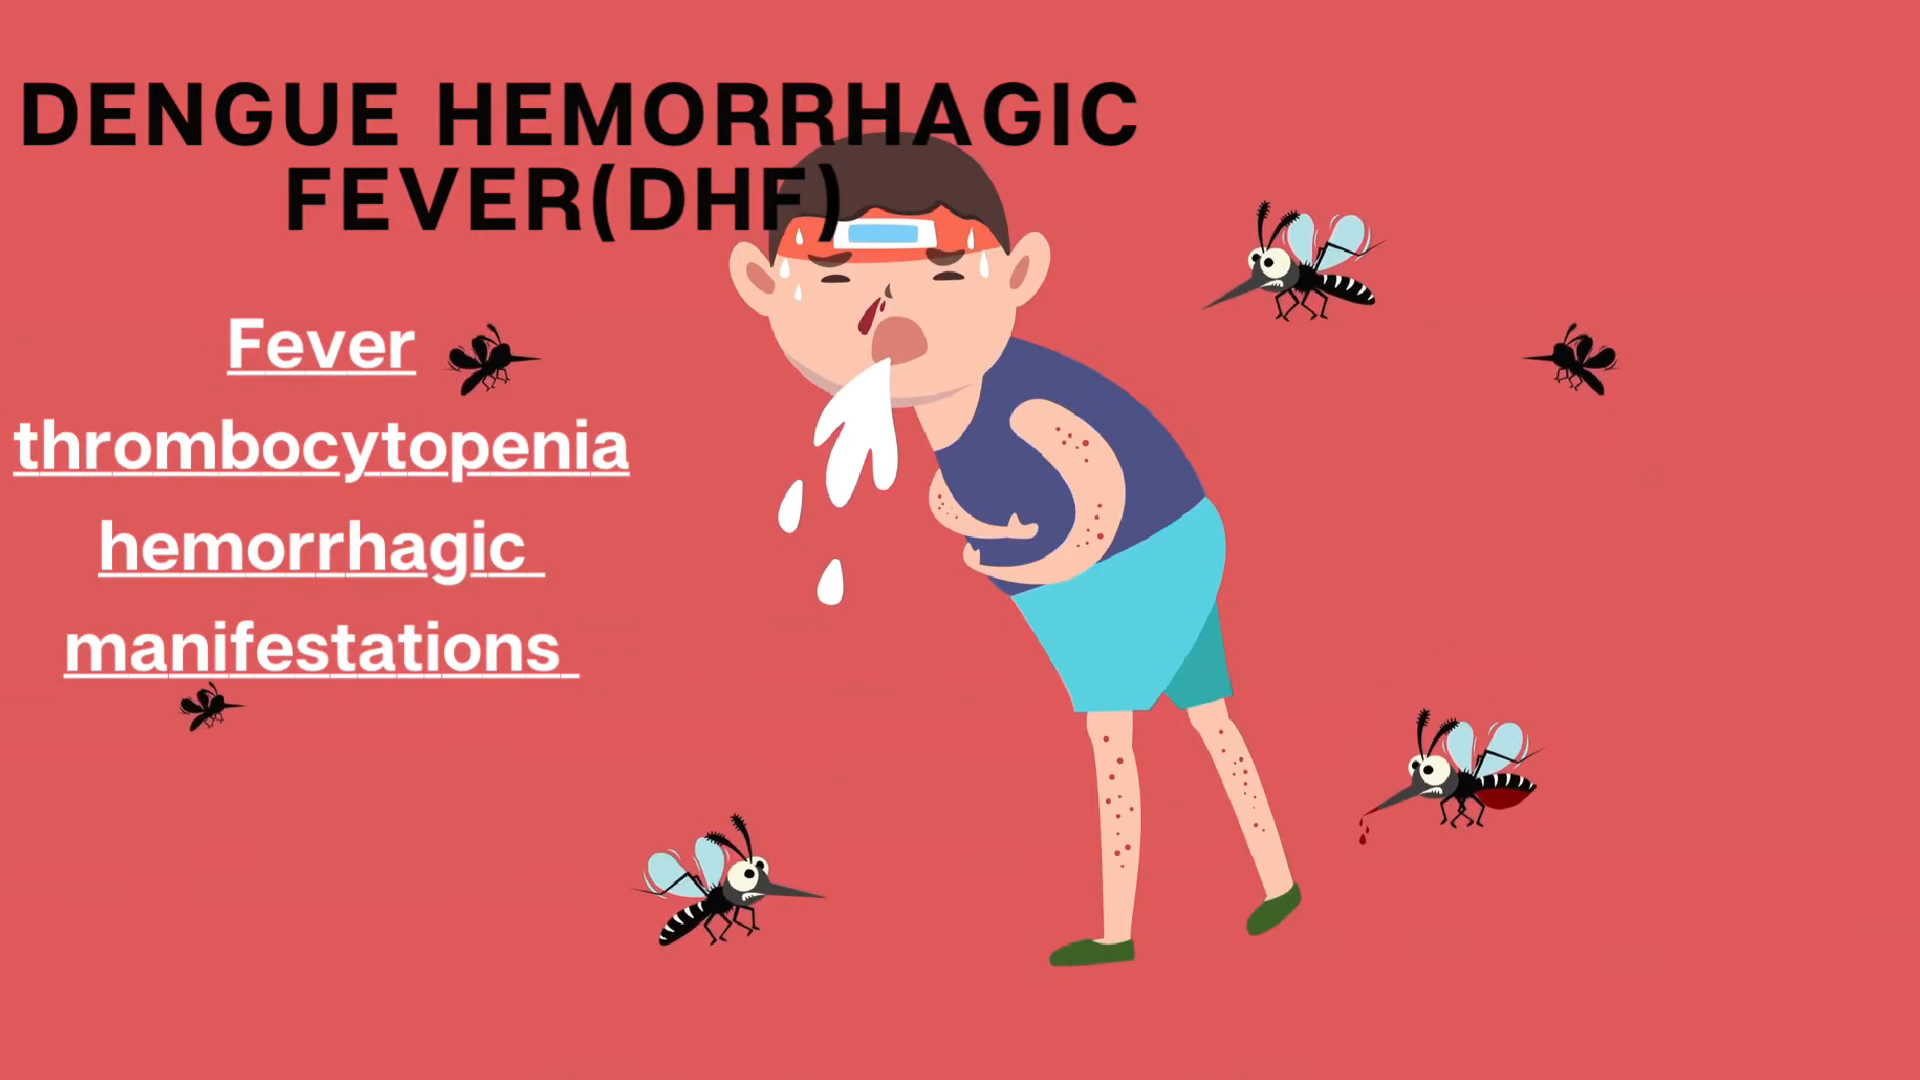 DENGUE HEMORRHAGIC
FEVER(DHF)
Fever
thrombocytopenia
hemorrhagic
manifestations